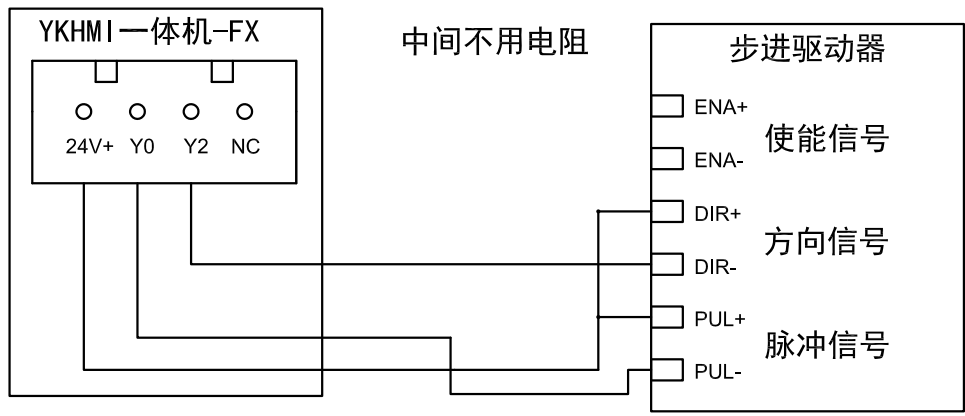 YKHMI一体机-FX
24V+ Y0 Y2 NC
中间不用电阻
步进驱动器
ENA+
使能信号
ENA-
DIR+
方向信号
DIR-
PUL+
脉冲信号
PUL-